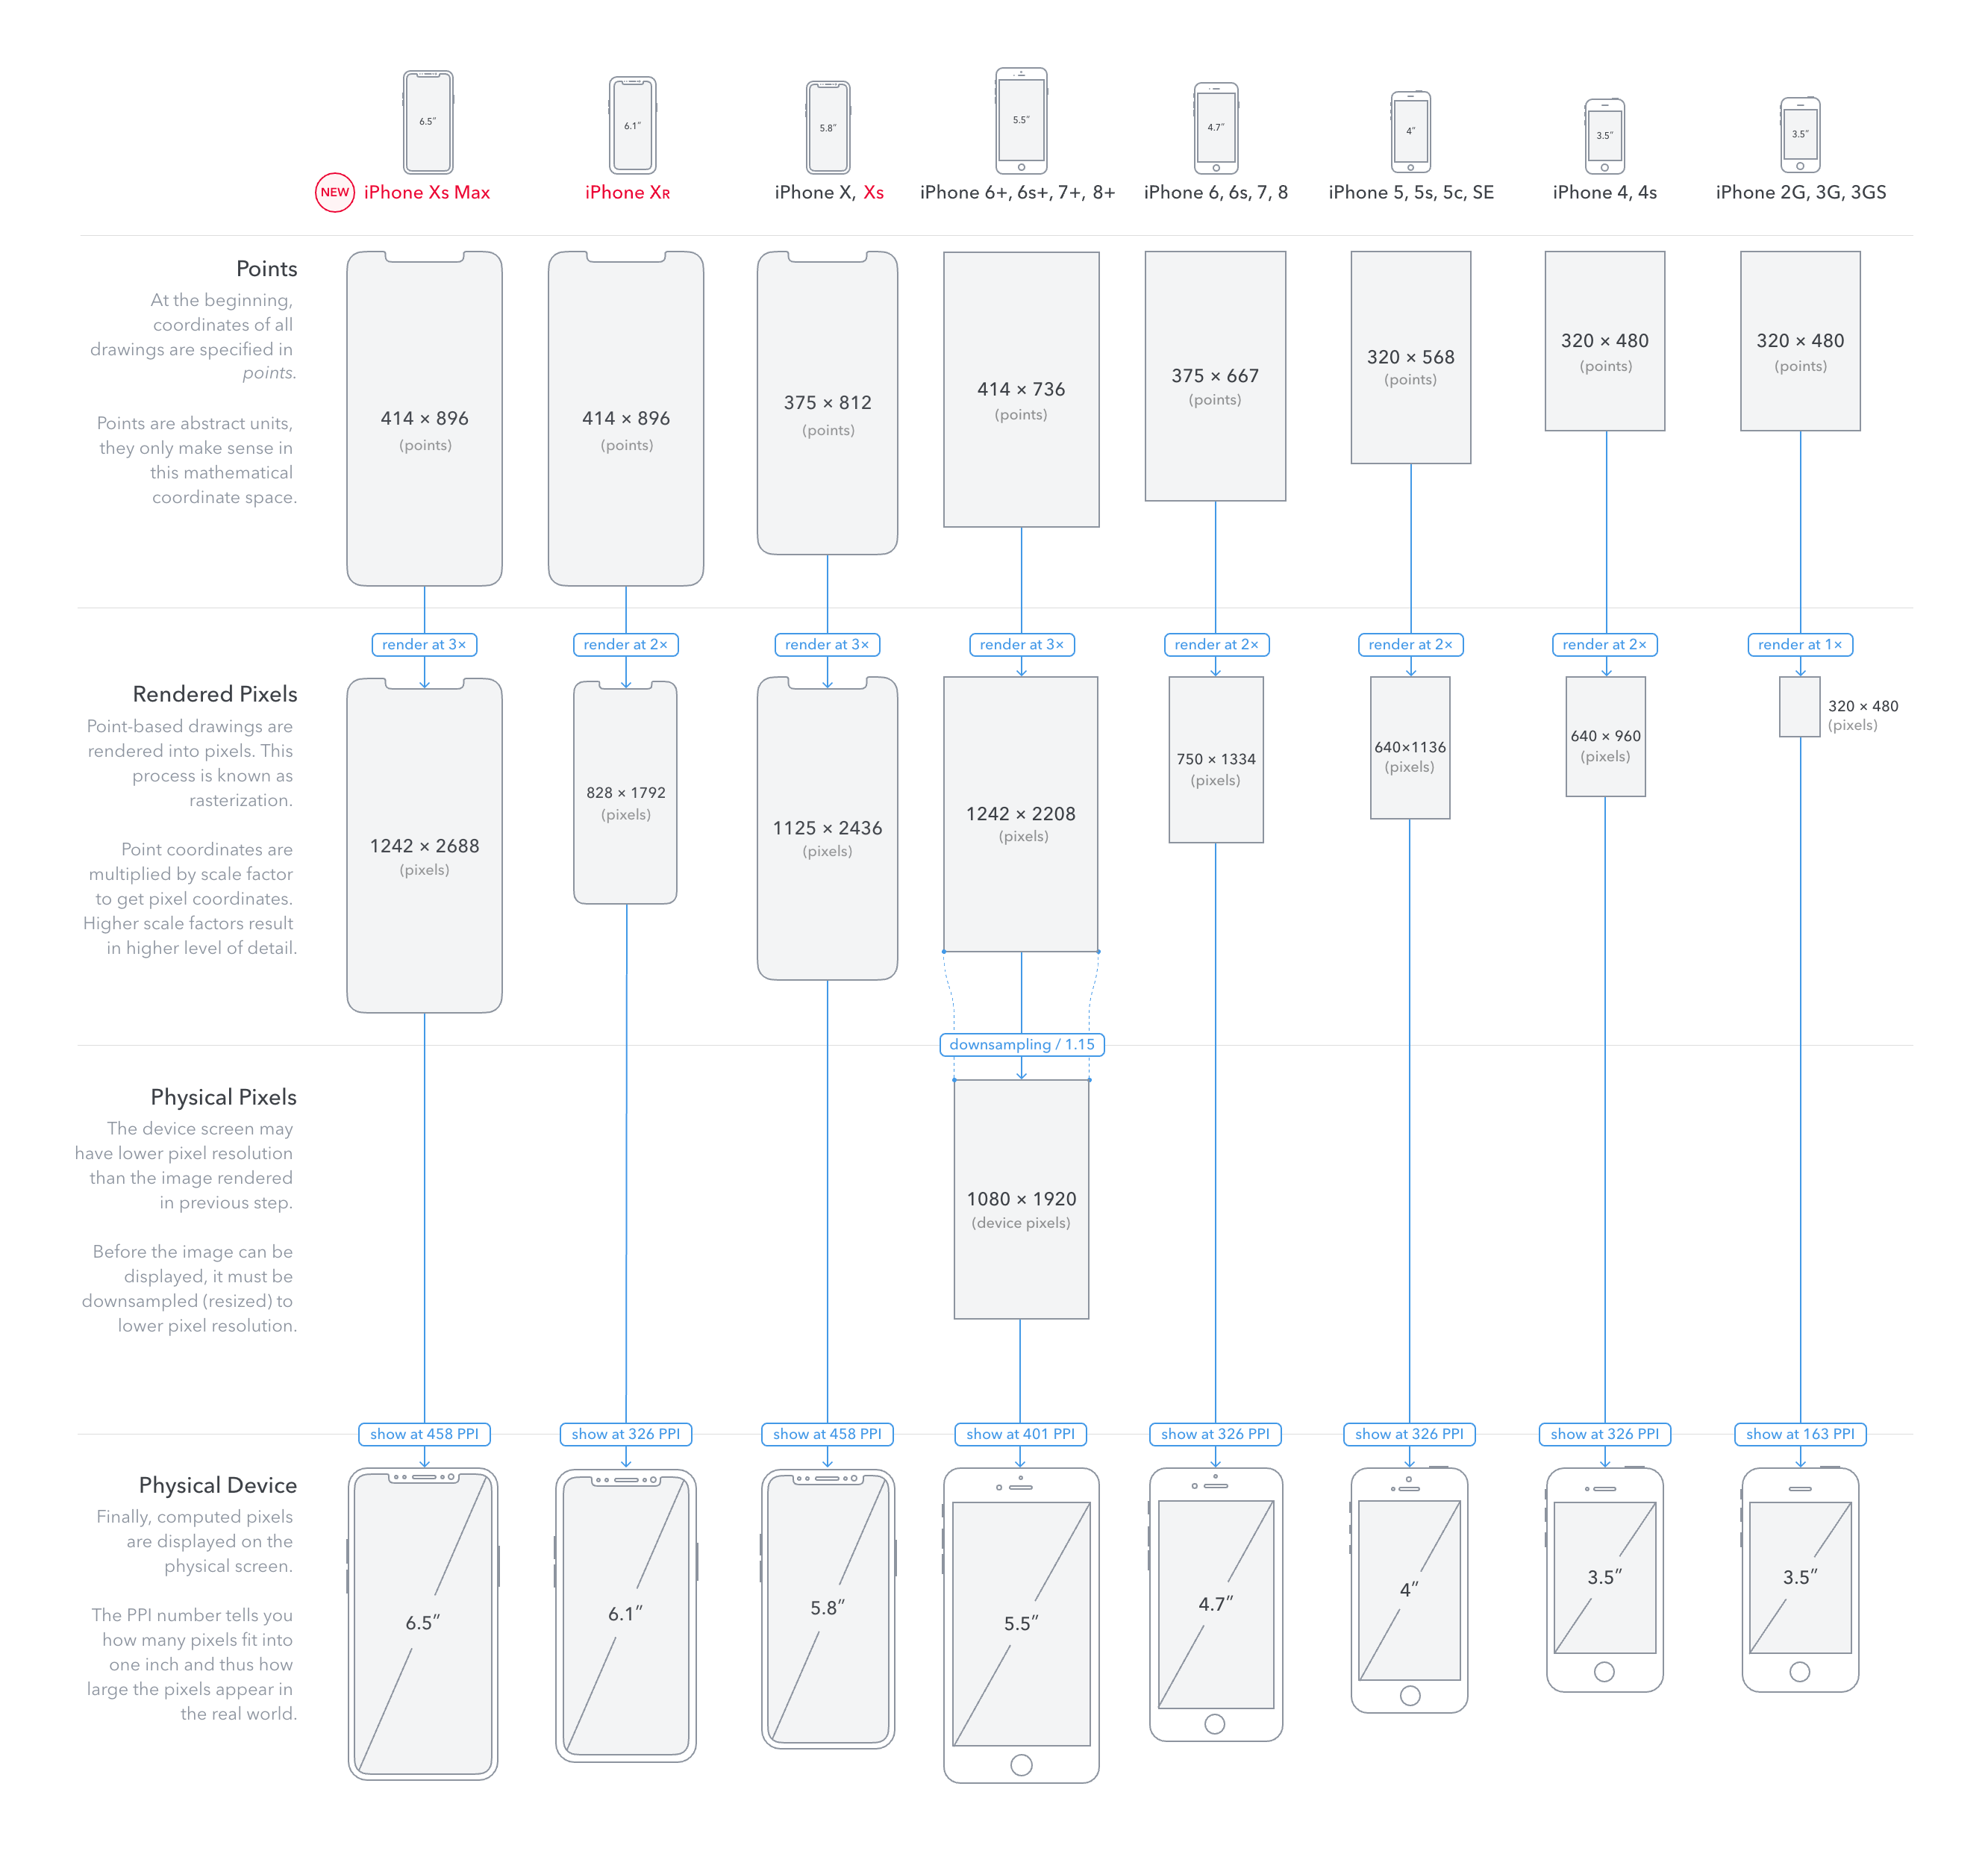 6.5″
6.1″
5.8″
5.5″
4.7″
4″
3.5″
3.5″
NEW
iPhone Xs Max
iPhone XR
iPhone X, Xs
iPhone 6+, 6s+, 7+, 8+
iPhone 6, 6s, 7, 8
iPhone 5, 5s, 5c, SE
iPhone 4, 4s
iPhone 2G, 3G, 3GS
Points
At the beginning,
coordinates of all
drawings are specified in
points.
Points are abstract units,
they only make sense in
this mathematical
coordinate space.
414 × 896
(points)
414 × 896
(points)
375 × 812
(points)
414 × 736
(points)
375 × 667
(points)
320 × 568
(points)
320 × 480
(points)
320 × 480
(points)
render at 3×
render at 2×
render at 3×
render at 3×
render at 2×
render at 2×
render at 2×
render at 1×
Rendered Pixels
Point-based drawings are
rendered into pixels. This
process is known as
rasterization.
Point coordinates are
multiplied by scale factor
to get pixel coordinates.
Higher scale factors result
in higher level of detail.
1242 × 2688
(pixels)
828 × 1792
(pixels)
1125 × 2436
(pixels)
1242 × 2208
(pixels)
750 × 1334
(pixels)
640×1136
(pixels)
640 × 960
(pixels)
320 × 480
(pixels)
downsampling / 1.15
Physical Pixels
The device screen may
have lower pixel resolution
than the image rendered
in previous step.
Before the image can be
displayed, it must be
downsampled (resized) to
lower pixel resolution.
1080 × 1920
(device pixels)
show at 458 PPI
show at 326 PPI
show at 458 PPI
show at 401 PPI
show at 326 PPI
show at 326 PPI
show at 326 PPI
show at 163 PPI
Physical Device
Finally, computed pixels
are displayed on the
physical screen.
The PPI number tells you
how many pixels fit into
one inch and thus how
large the pixels appear in
the real world.
6.5″
6.1″
5.8″
5.5″
4.7″
4″
3.5″
3.5″